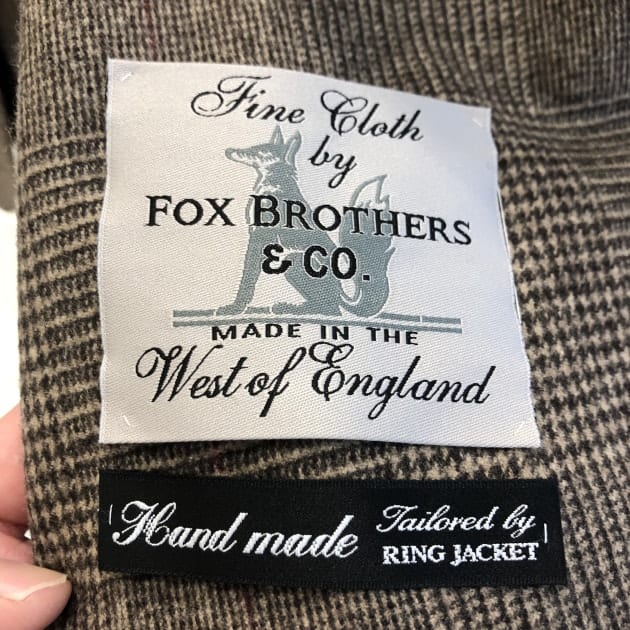 Fine Cloth
by
FOX BROTHERS
& CO.
MADE IN THE
West of England
Hand made
Tailored by
RING JACKET